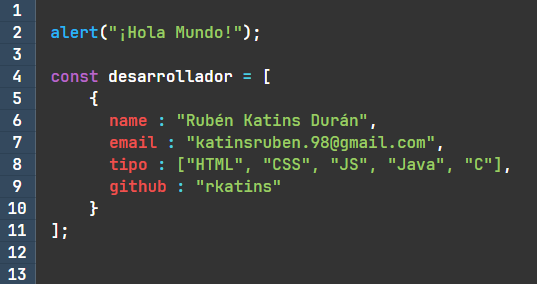 1
2 alert("¡Hola Mundo!");
3
4 const desarrollador = [
5 {
6 name : "Rubén Katins Durán",
7 email : "katinsruben.98@gmail.com",
8 tipo : ["HTML", "CSS", "JS", "Java", "C"],
9 github : "rkatins"
10 }
11 ];
12
13